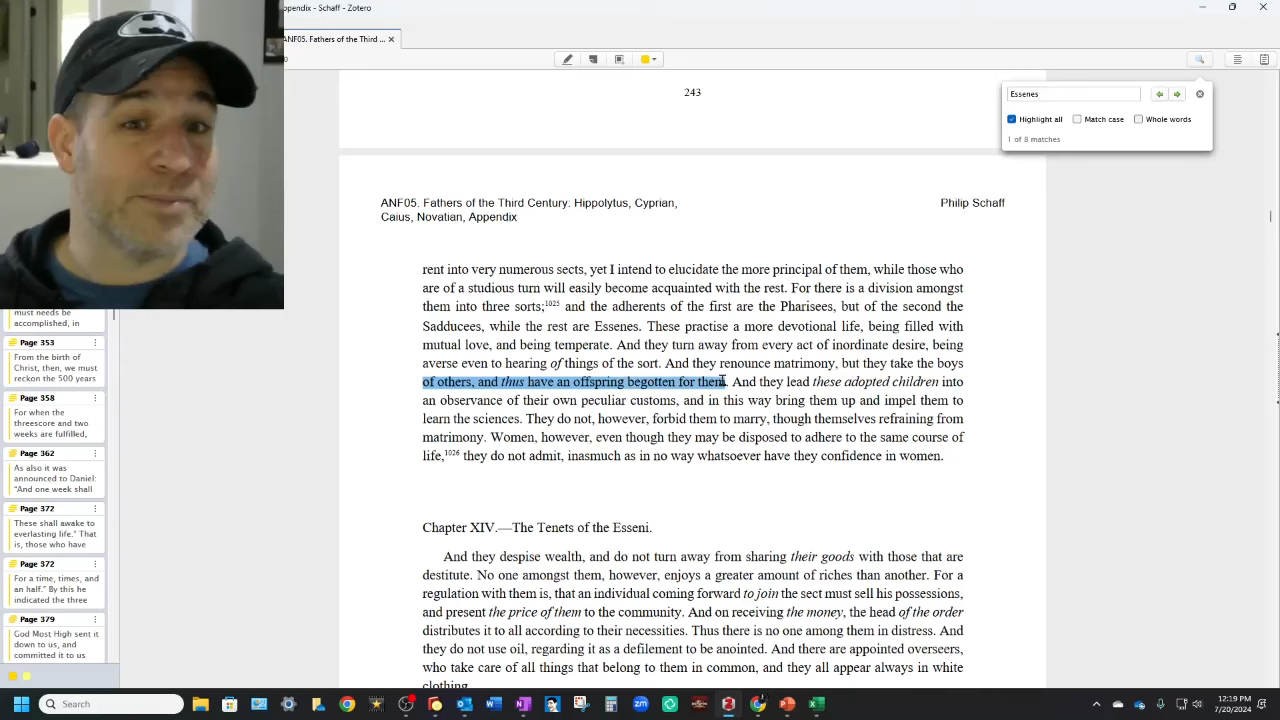 ppendix - Schaff - Zotero
ANF05. Fathers of the Third ...
Essenes
Highlight all
Match case
Whole words
1 of 8 matches
243
ANF05. Fathers of the Third Century: Hippolytus, Cyprian,
Caius, Novatian, Appendix
Philip Schaff
rent into very numerous sects, yet I intend to elucidate the more principal of them, while those who
are of a studious turn will easily become acquainted with the rest. For there is a division amongst
them into three sorts;1025 and the adherents of the first are the Pharisees, but of the second the
Sadducees, while the rest are Essenes. These practise a more devotional life, being filled with
mutual love, and being temperate. And they turn away from every act of inordinate desire, being
averse even to hearing of things of the sort. And they renounce matrimony, but they take the boys
of others, and thus have an offspring begotten for them. And they lead these adopted children into
an observance of their own peculiar customs, and in this way bring them up and impel them to
learn the sciences. They do not, however, forbid them to marry, though themselves refraining from
matrimony. Women, however, even though they may be disposed to adhere to the same course of
life,1026 they do not admit, inasmuch as in no way whatsoever have they confidence in women.
Chapter XIV.—The Tenets of the Esseni.
And they despise wealth, and do not turn away from sharing their goods with those that are
destitute. No one amongst them, however, enjoys a greater amount of riches than another. For a
regulation with them is, that an individual coming forward to join the sect must sell his possessions,
and present the price of them to the community. And on receiving the money, the head of the order
distributes it to all according to their necessities. Thus there is no one among them in distress. And
they do not use oil, regarding it as a defilement to be anointed. And there are appointed overseers,
who take care of all things that belong to them in common, and they all appear always in white
clothing.
must needs be
accomplished, in
Page 353
From the birth of
Christ, then, we must
reckon the 500 years
Page 358
For when the
threescore and two
weeks are fulfilled,
Page 362
As also it was
announced to Daniel:
"And one week shall
Page 372
These shall awake to
everlasting life." That
is, those who have
Page 372
For a time, times, and
an half." By this he
indicated the three
Page 379
God Most High sent it
down to us, and
committed it to us
Search
zm
12:19 PM
7/20/2024